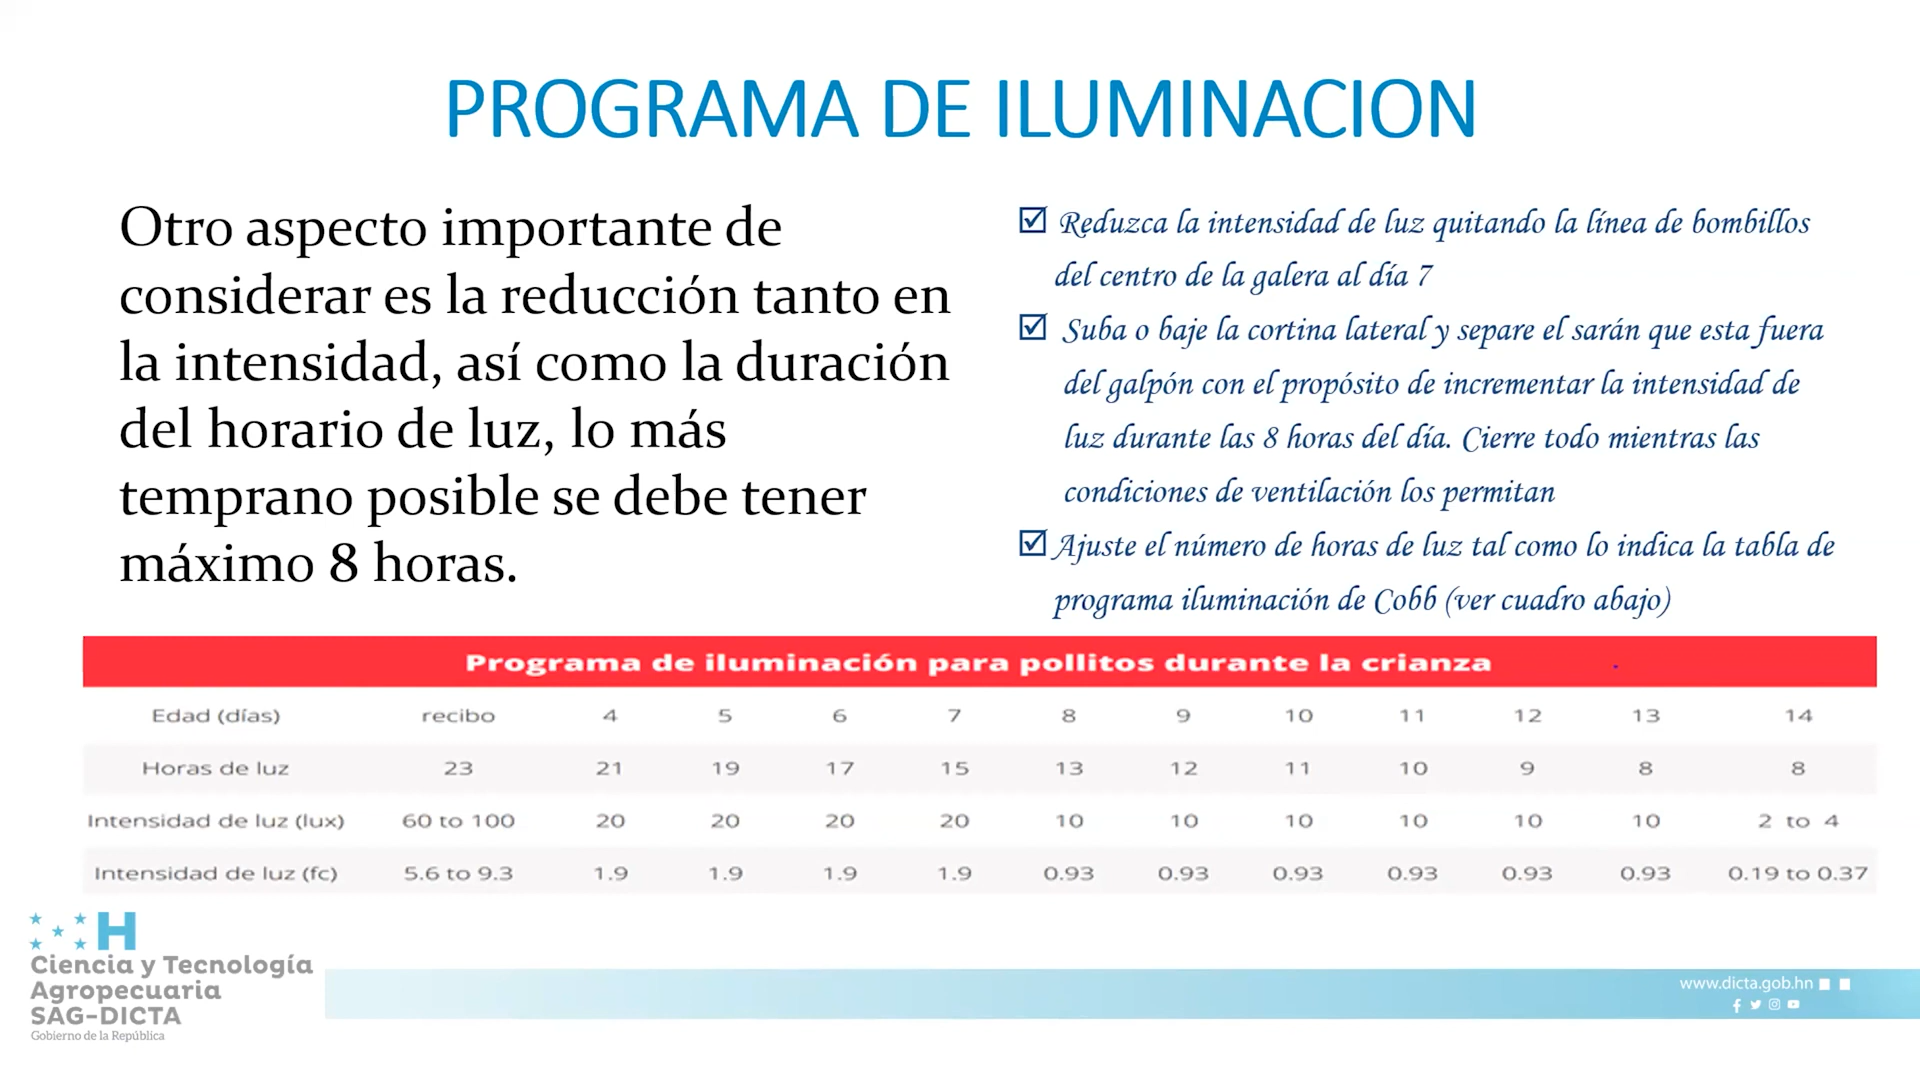 PROGRAMA DE ILUMINACION
Otro aspecto importante de
considerar es la reducción tanto en
la intensidad, así como la duración
del horario de luz, lo más
temprano posible se debe tener
máximo 8 horas.
Reduzca la intensidad de luz quitando la línea de bombillos
del centro de la galera al día 7
Suba o baje la cortina lateral y separe el sarán que esta fuera
del galpón con el propósito de incrementar la intensidad de
luz durante las 8 horas del día. Cierre todo mientras las
condiciones de ventilación los permitan
Ajuste el número de horas de luz tal como lo indica la tabla de
programa iluminación de Cobb (ver cuadro abajo)
Programa de iluminación para pollitos durante la crianza
Edad (días) recibo 4 5 6 7 8 9 10 11 12 13 14
Horas de luz 23 21 19 17 15 13 12 11 10 9 8 8
Intensidad de luz (lux) 60 to 100 20 20 20 20 10 10 10 10 10 10 2 to 4
Intensidad de luz (fc) 5.6 to 9.3 1.9 1.9 1.9 1.9 0.93 0.93 0.93 0.93 0.93 0.93 0.19 to 0.37
H
Ciencia y Tecnología
Agropecuaria
SAG-DICTA
Gobierno de la República
www.dicta.gob.hn